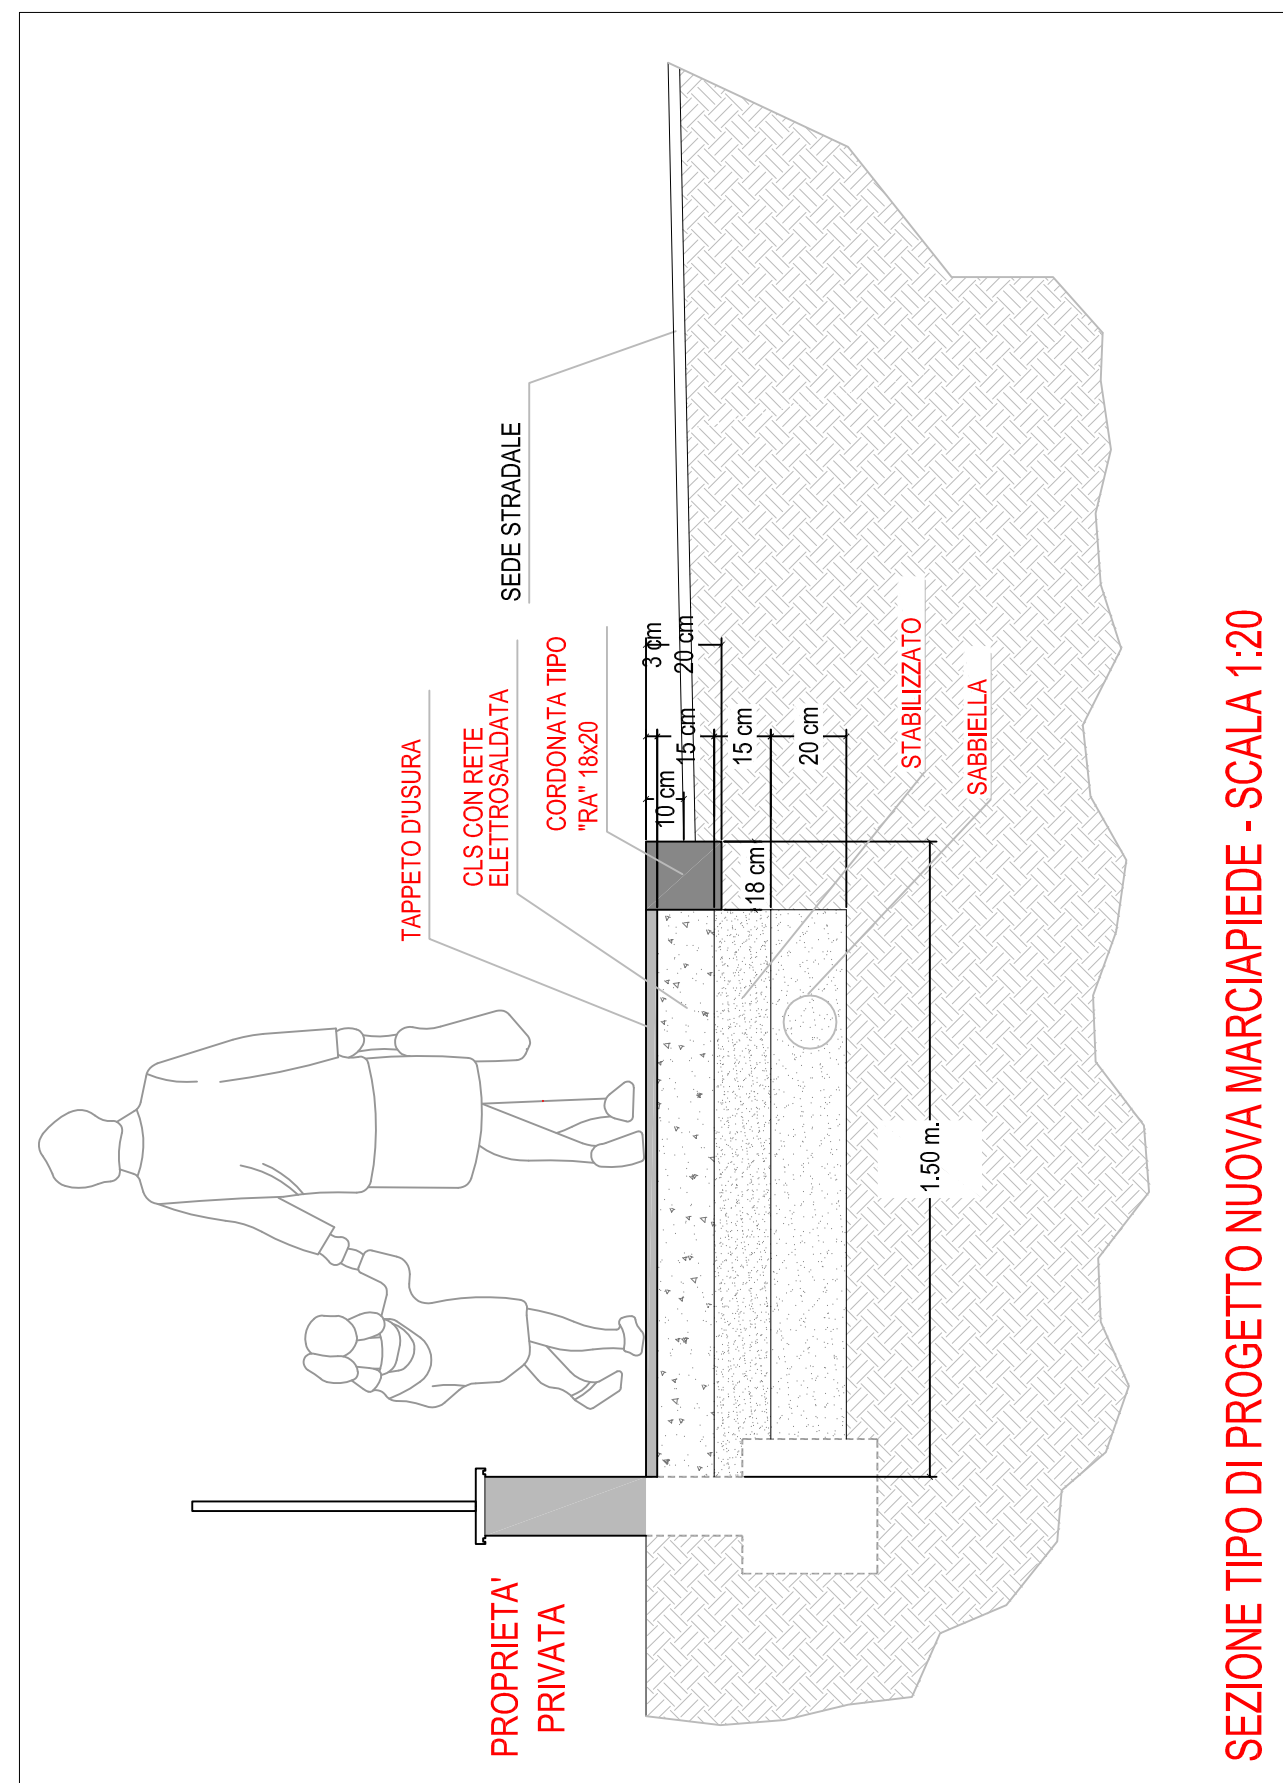 SEDE STRADALE
TAPPETO D'USURA
CLS CON RETE
ELETTROSALDATA
CORDONATA TIPO
"RA" 18x20
3 cm
20 cm
15 cm
10 cm
15 cm
20 cm
18 cm
STABILIZZATO
SABBIELLA
1.50 m.
PROPRIETA'
PRIVATA
SEZIONE TIPO DI PROGETTO NUOVA MARCIAPIEDE - SCALA 1:20